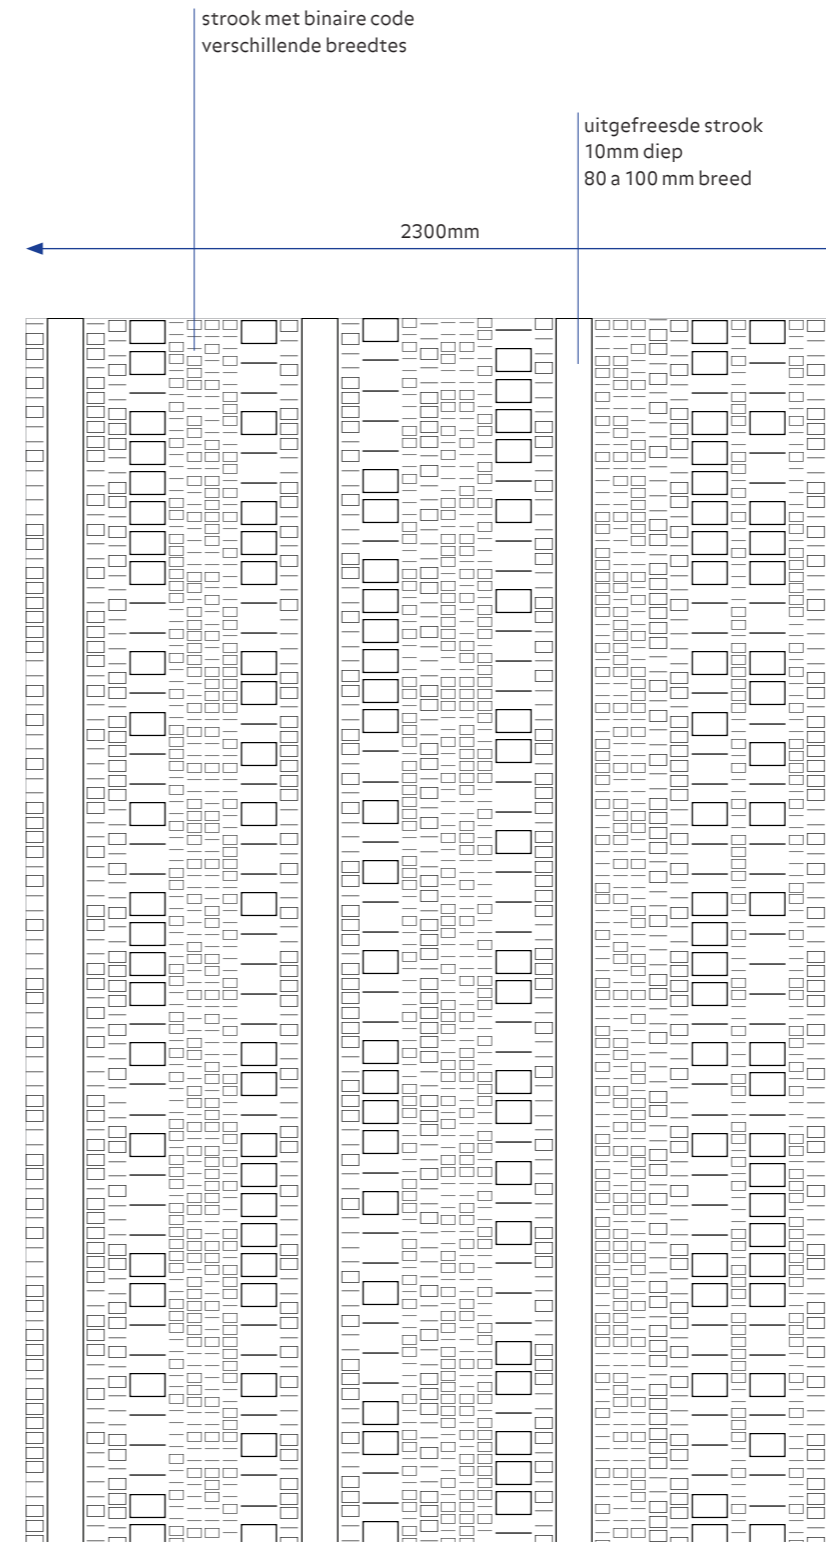 strook met binaire code
verschillende breedtes
uitgefreesde strook
10mm diep
80 a 100 mm breed
2300mm